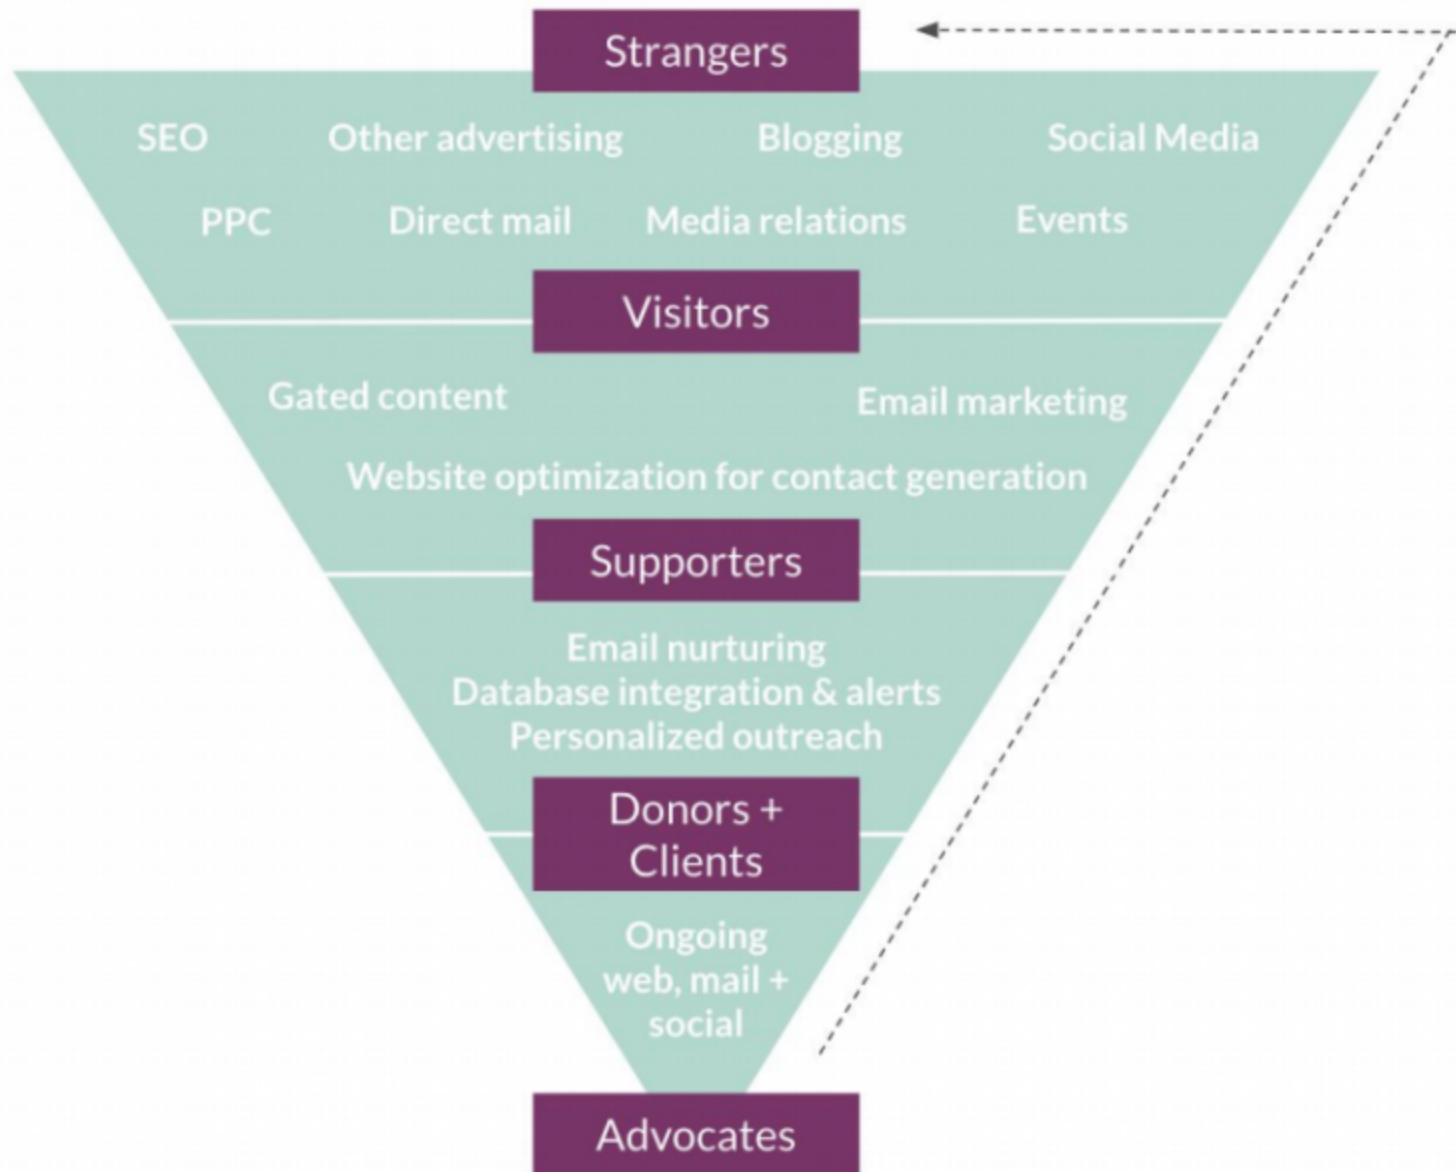 Strangers
SEO Other advertising Blogging Social Media
PPC Direct mail Media relations Events
Visitors
Gated content Email marketing
Website optimization for contact generation
Supporters
Email nurturing
Database integration & alerts
Personalized outreach
Donors +
Clients
Ongoing
web, mail +
social
Advocates